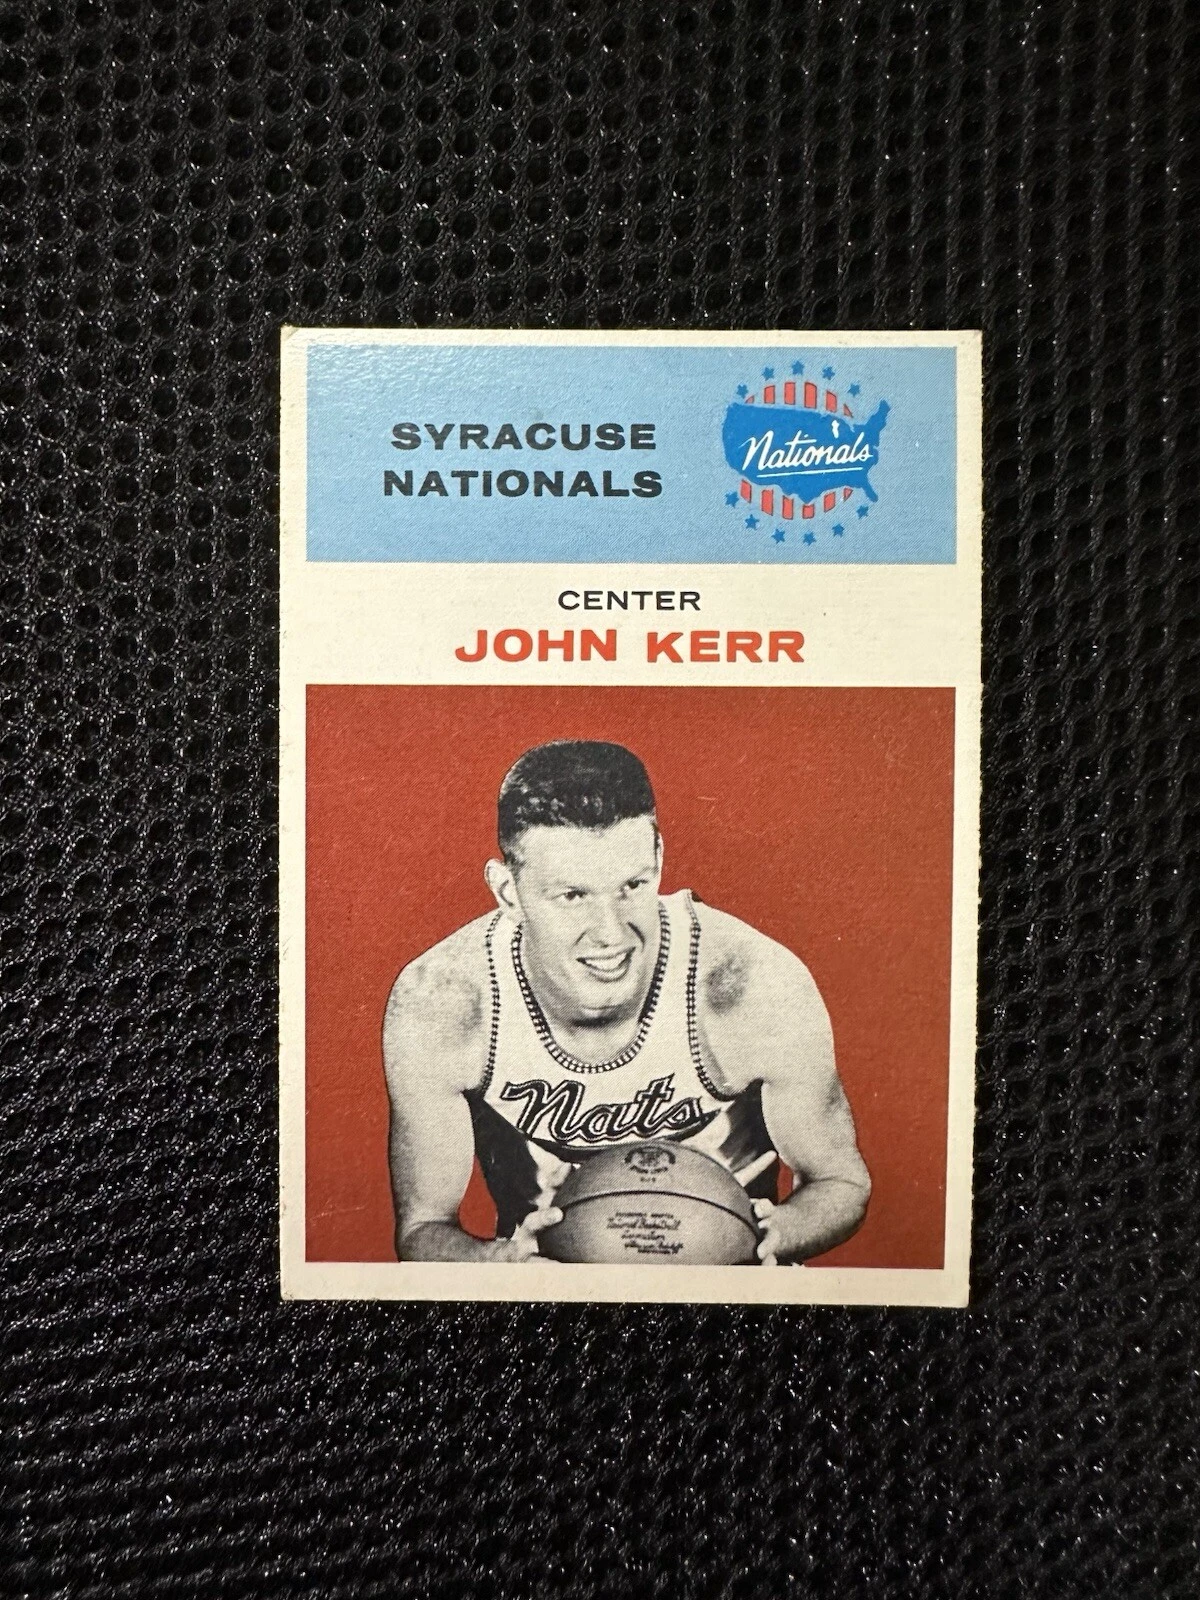 SYRACUSE
NATIONALS
Nationals
CENTER
JOHN KERR
Nats